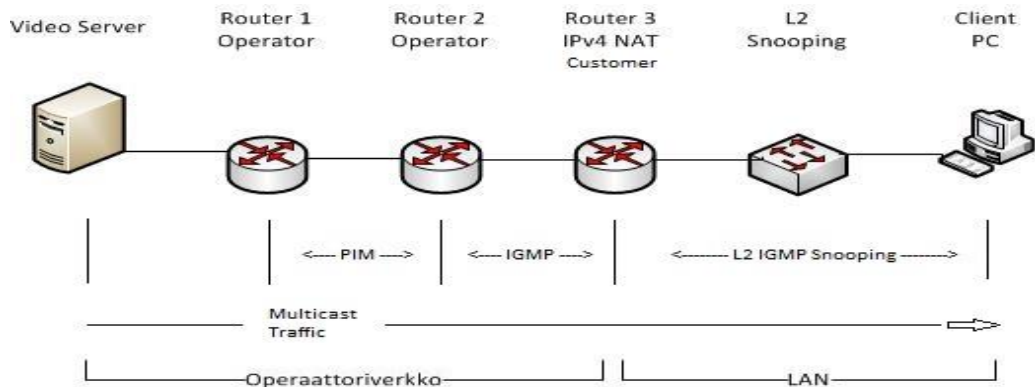 Video Server
Router 1
Operator
Router 2
Operator
Router 3
IPv4 NAT
Customer
L2
Snooping
Client
PC
<---- PIM ---->
<---- IGMP ---->
<------- L2 IGMP Snooping ------->
Multicast
Traffic
Operaattoriverkko
LAN